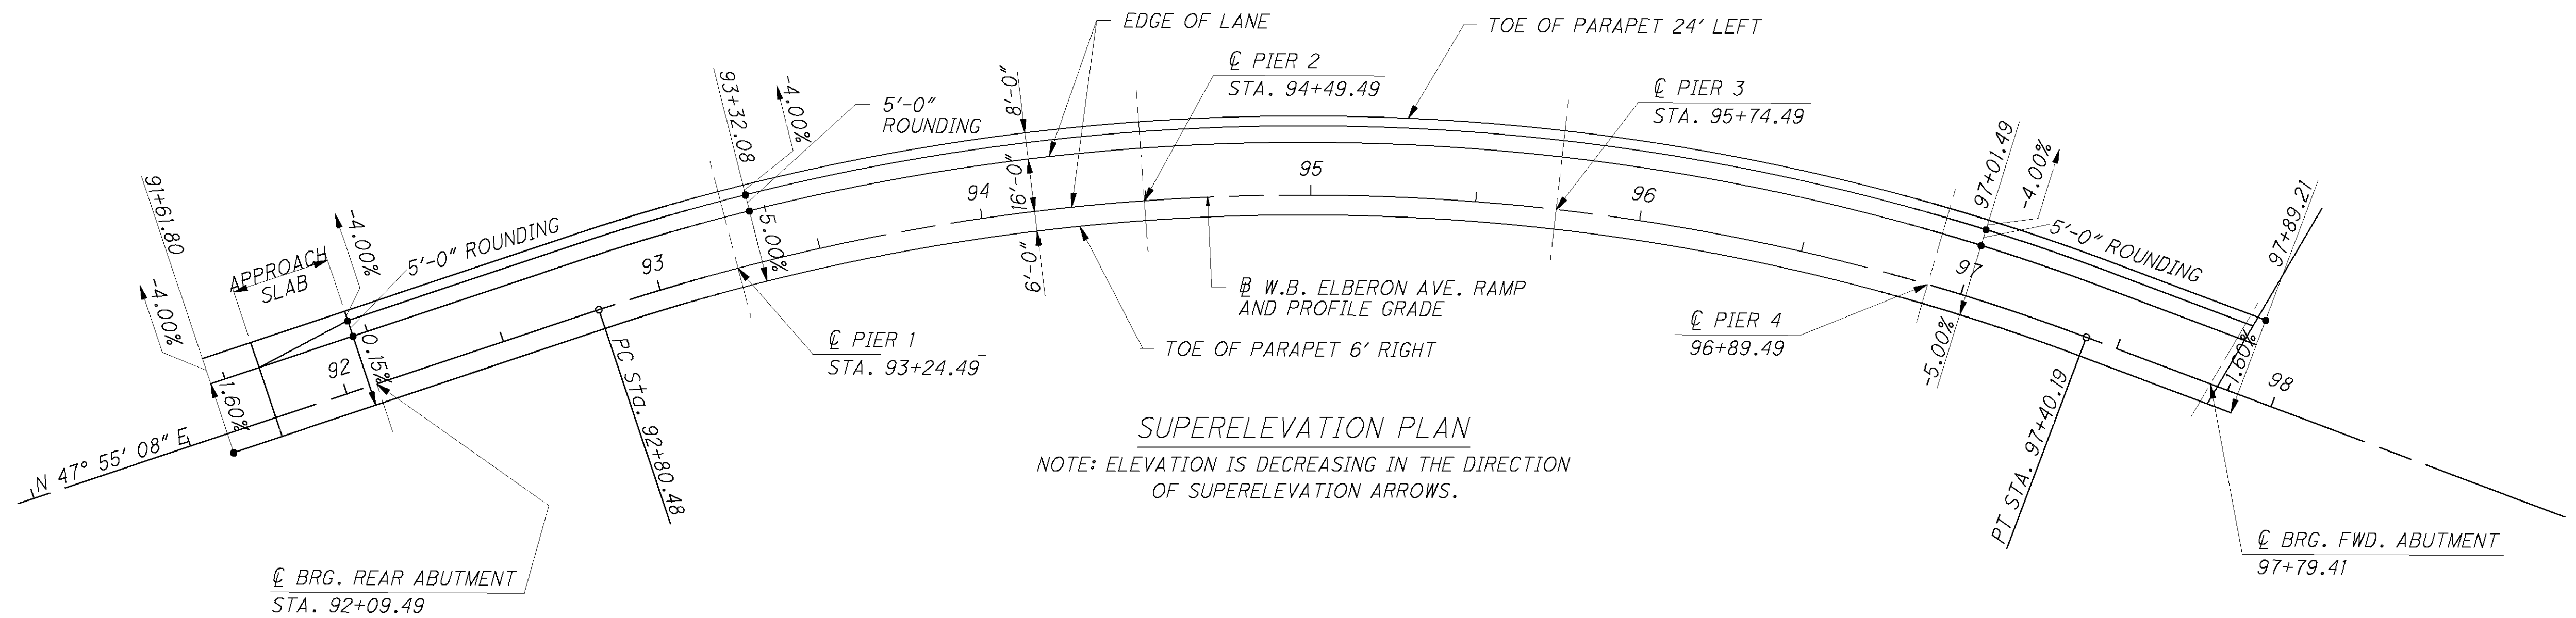 EDGE OF LANE
TOE OF PARAPET 24' LEFT
℄ PIER 2
STA. 94+49.49
℄ PIER 3
STA. 95+74.49
93+32.08
-4.00%
5'-0"
ROUNDING
8'-0"
16'-0"
6'-0"
97+01.49
-4.00%
91+61.80
-4.00%
APPROACH
SLAB
-4.00%
5'-0" ROUNDING
-5.00%
92
93
94
95
96
97
98
5'-0" ROUNDING
97+89.21
-1.60%
-0.15%
N 47° 55' 08" E
PC Sta. 92+80.48
℄ PIER 1
STA. 93+24.49
B̵L W.B. ELBERON AVE. RAMP
AND PROFILE GRADE
TOE OF PARAPET 6' RIGHT
℄ PIER 4
96+89.49
-5.00%
-1.60%
PT STA. 97+40.19
SUPERELEVATION PLAN
NOTE: ELEVATION IS DECREASING IN THE DIRECTION
OF SUPERELEVATION ARROWS.
℄ BRG. REAR ABUTMENT
STA. 92+09.49
℄ BRG. FWD. ABUTMENT
97+79.41